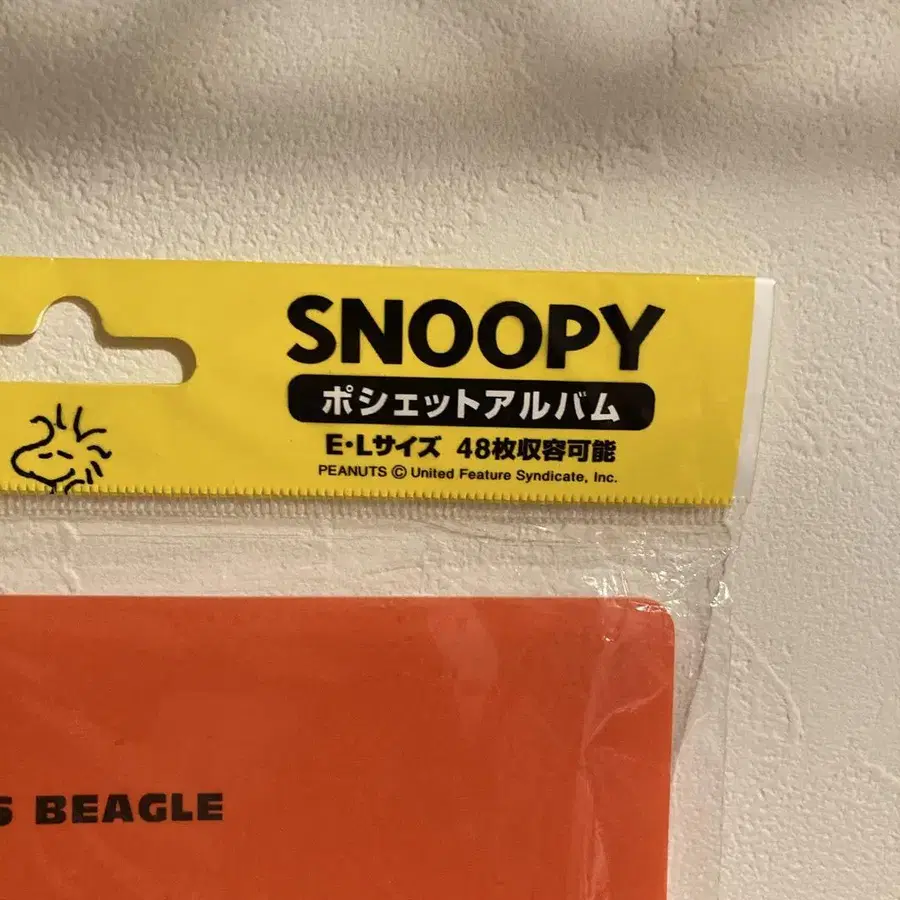 SNOOPY
ポシェットアルバム
E・Lサイズ 48枚収容可能
PEANUTS © United Feature Syndicate, Inc.
S BEAGLE